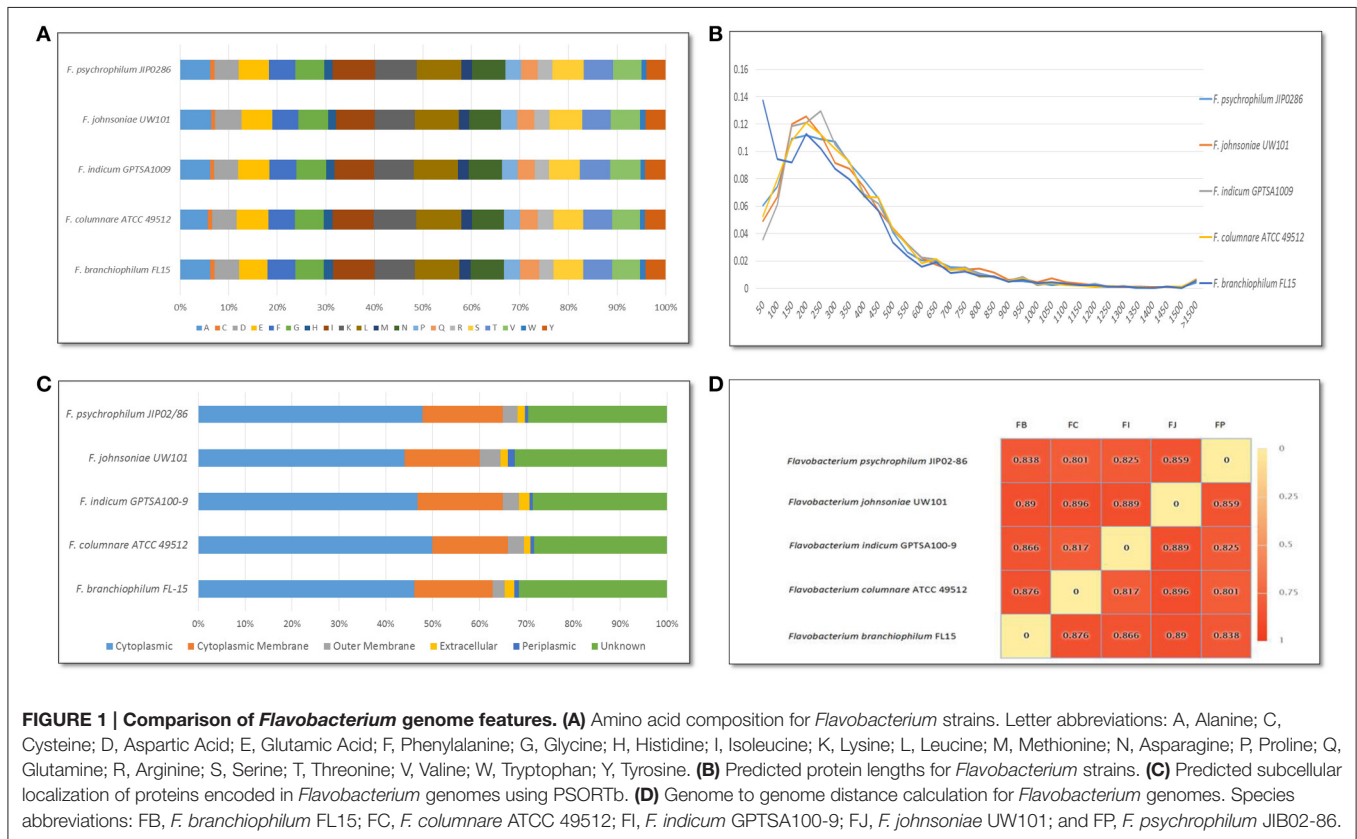 A
F. psychrophilum JIP0286
F. johnsoniae UW101
F. indicum GPTSA1009
F. columnare ATCC 49512
F. branchiophilum FL15
0% 10% 20% 30% 40% 50% 60% 70% 80% 90% 100%
A C D E F G H I K L M N P Q R S T V W Y
B
0.16
0.14
0.12
0.1
0.08
0.06
0.04
0.02
0
50 100 150 200 250 300 350 400 450 500 550 600 650 700 750 800 850 900 950 1000 1050 1100 1150 1200 1250 1300 1350 1400 1450 1500 >1500
F. psychrophilum JIP0286
F. johnsoniae UW101
F. indicum GPTSA1009
F. columnare ATCC 49512
F. branchiophilum FL15
C
F. psychrophilum JIP02/86
F. johnsoniae UW101
F. indicum GPTSA100-9
F. columnare ATCC 49512
F. branchiophilum FL-15
0% 10% 20% 30% 40% 50% 60% 70% 80% 90% 100%
Cytoplasmic Cytoplasmic Membrane Outer Membrane Extracellular Periplasmic Unknown
D
FB FC FI FJ FP
Flavobacterium psychrophilum JIP02-86 0.838 0.801 0.825 0.859 0
Flavobacterium johnsoniae UW101 0.89 0.896 0.889 0 0.859
Flavobacterium indicum GPTSA100-9 0.866 0.817 0 0.889 0.825
Flavobacterium columnare ATCC 49512 0.876 0 0.817 0.896 0.801
Flavobacterium branchiophilum FL15 0 0.876 0.866 0.89 0.838
0
0.25
0.5
0.75
1
FIGURE 1 | Comparison of Flavobacterium genome features. (A) Amino acid composition for Flavobacterium strains. Letter abbreviations: A, Alanine; C,
Cysteine; D, Aspartic Acid; E, Glutamic Acid; F, Phenylalanine; G, Glycine; H, Histidine; I, Isoleucine; K, Lysine; L, Leucine; M, Methionine; N, Asparagine; P, Proline; Q,
Glutamine; R, Arginine; S, Serine; T, Threonine; V, Valine; W, Tryptophan; Y, Tyrosine. (B) Predicted protein lengths for Flavobacterium strains. (C) Predicted subcellular
localization of proteins encoded in Flavobacterium genomes using PSORTb. (D) Genome to genome distance calculation for Flavobacterium genomes. Species
abbreviations: FB, F. branchiophilum FL15; FC, F. columnare ATCC 49512; FI, F. indicum GPTSA100-9; FJ, F. johnsoniae UW101; and FP, F. psychrophilum JIB02-86.